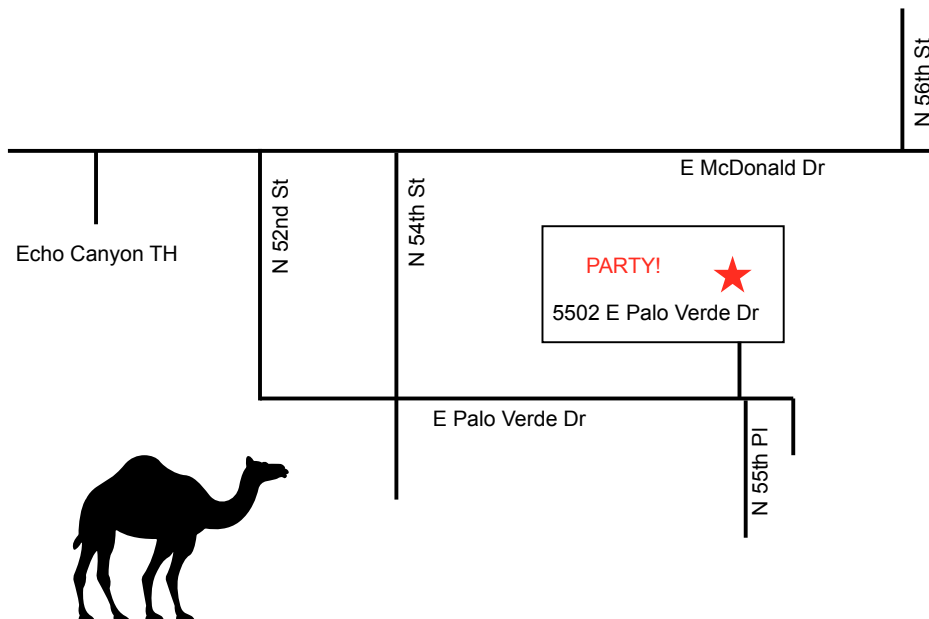 N 56th St
E McDonald Dr
N 52nd St
N 54th St
Echo Canyon TH
PARTY!
5502 E Palo Verde Dr
E Palo Verde Dr
N 55th Pl